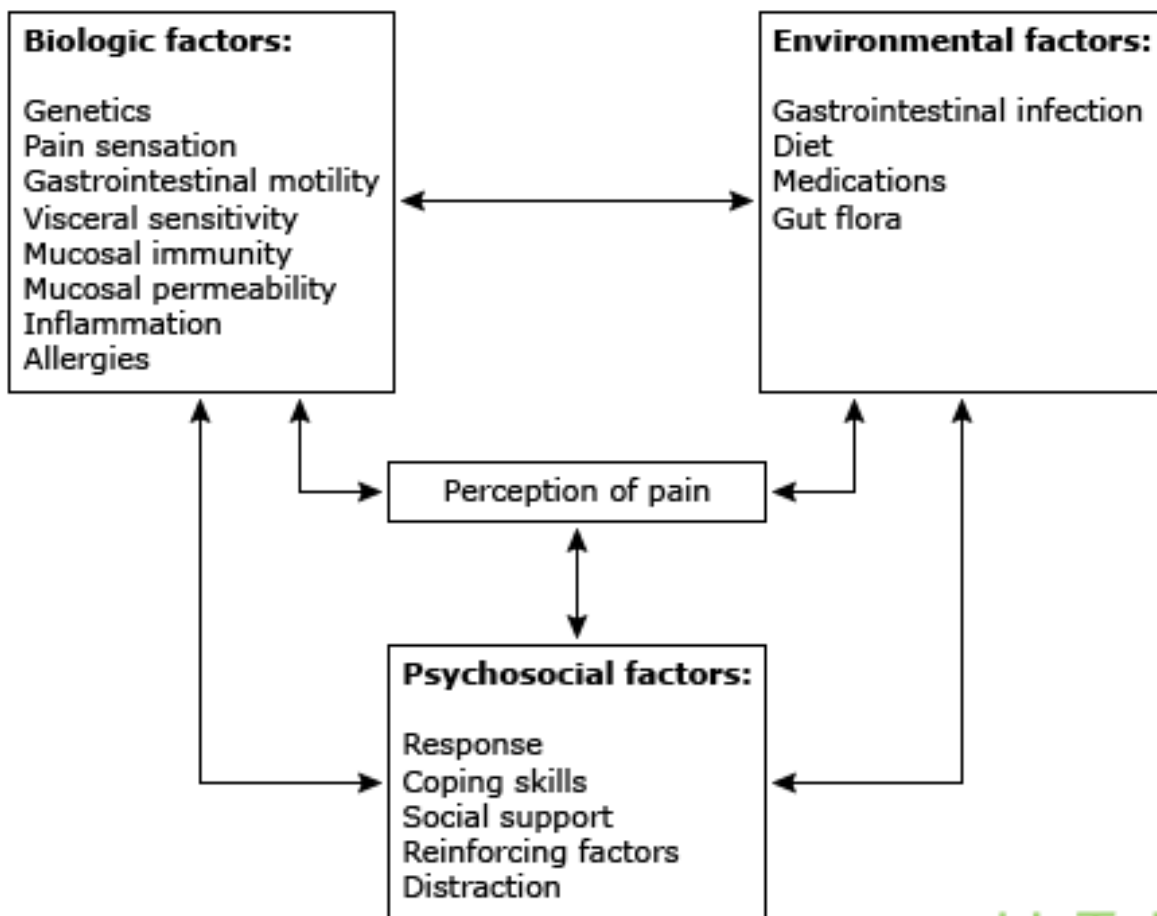 Biologic factors:
Genetics
Pain sensation
Gastrointestinal motility
Visceral sensitivity
Mucosal immunity
Mucosal permeability
Inflammation
Allergies
Environmental factors:
Gastrointestinal infection
Diet
Medications
Gut flora
Perception of pain
Psychosocial factors:
Response
Coping skills
Social support
Reinforcing factors
Distraction